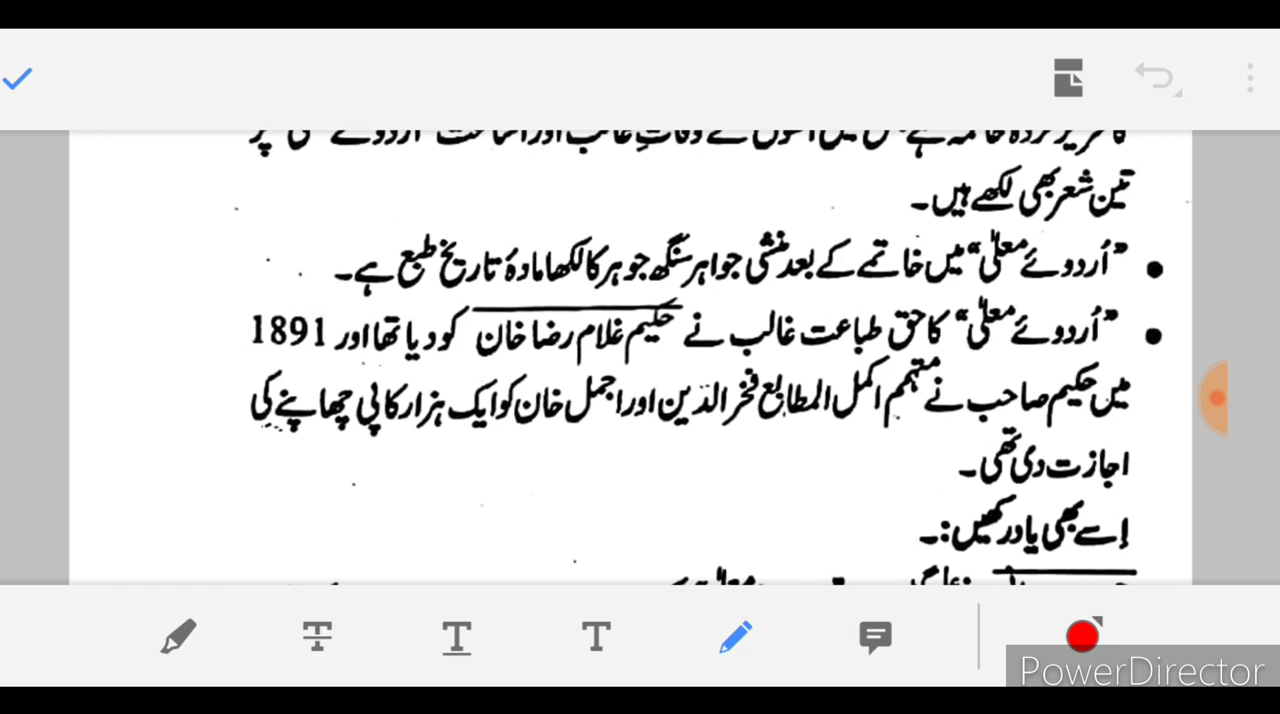 تین شعر بھی لکھے ہیں۔
• ”اُردوئے معلیٰ“ میں خاتمے کے بعد منشی جواہر سنگھ جوہر کا لکھا مادۂ تاریخ طبع ہے۔
• ”اُردوئے معلیٰ“ کا حق طباعت غالب نے حکیم غلام رضا خان کو دیا تھا اور 1891
میں حکیم صاحب نے مہتمم اکمل المطابع فخر الدین اور اجمل خان کو ایک ہزار کاپی چھاپنے کی
اجازت دی تھی۔
اِسے بھی یاد رکھیں:۔
T
T
T
PowerDirector